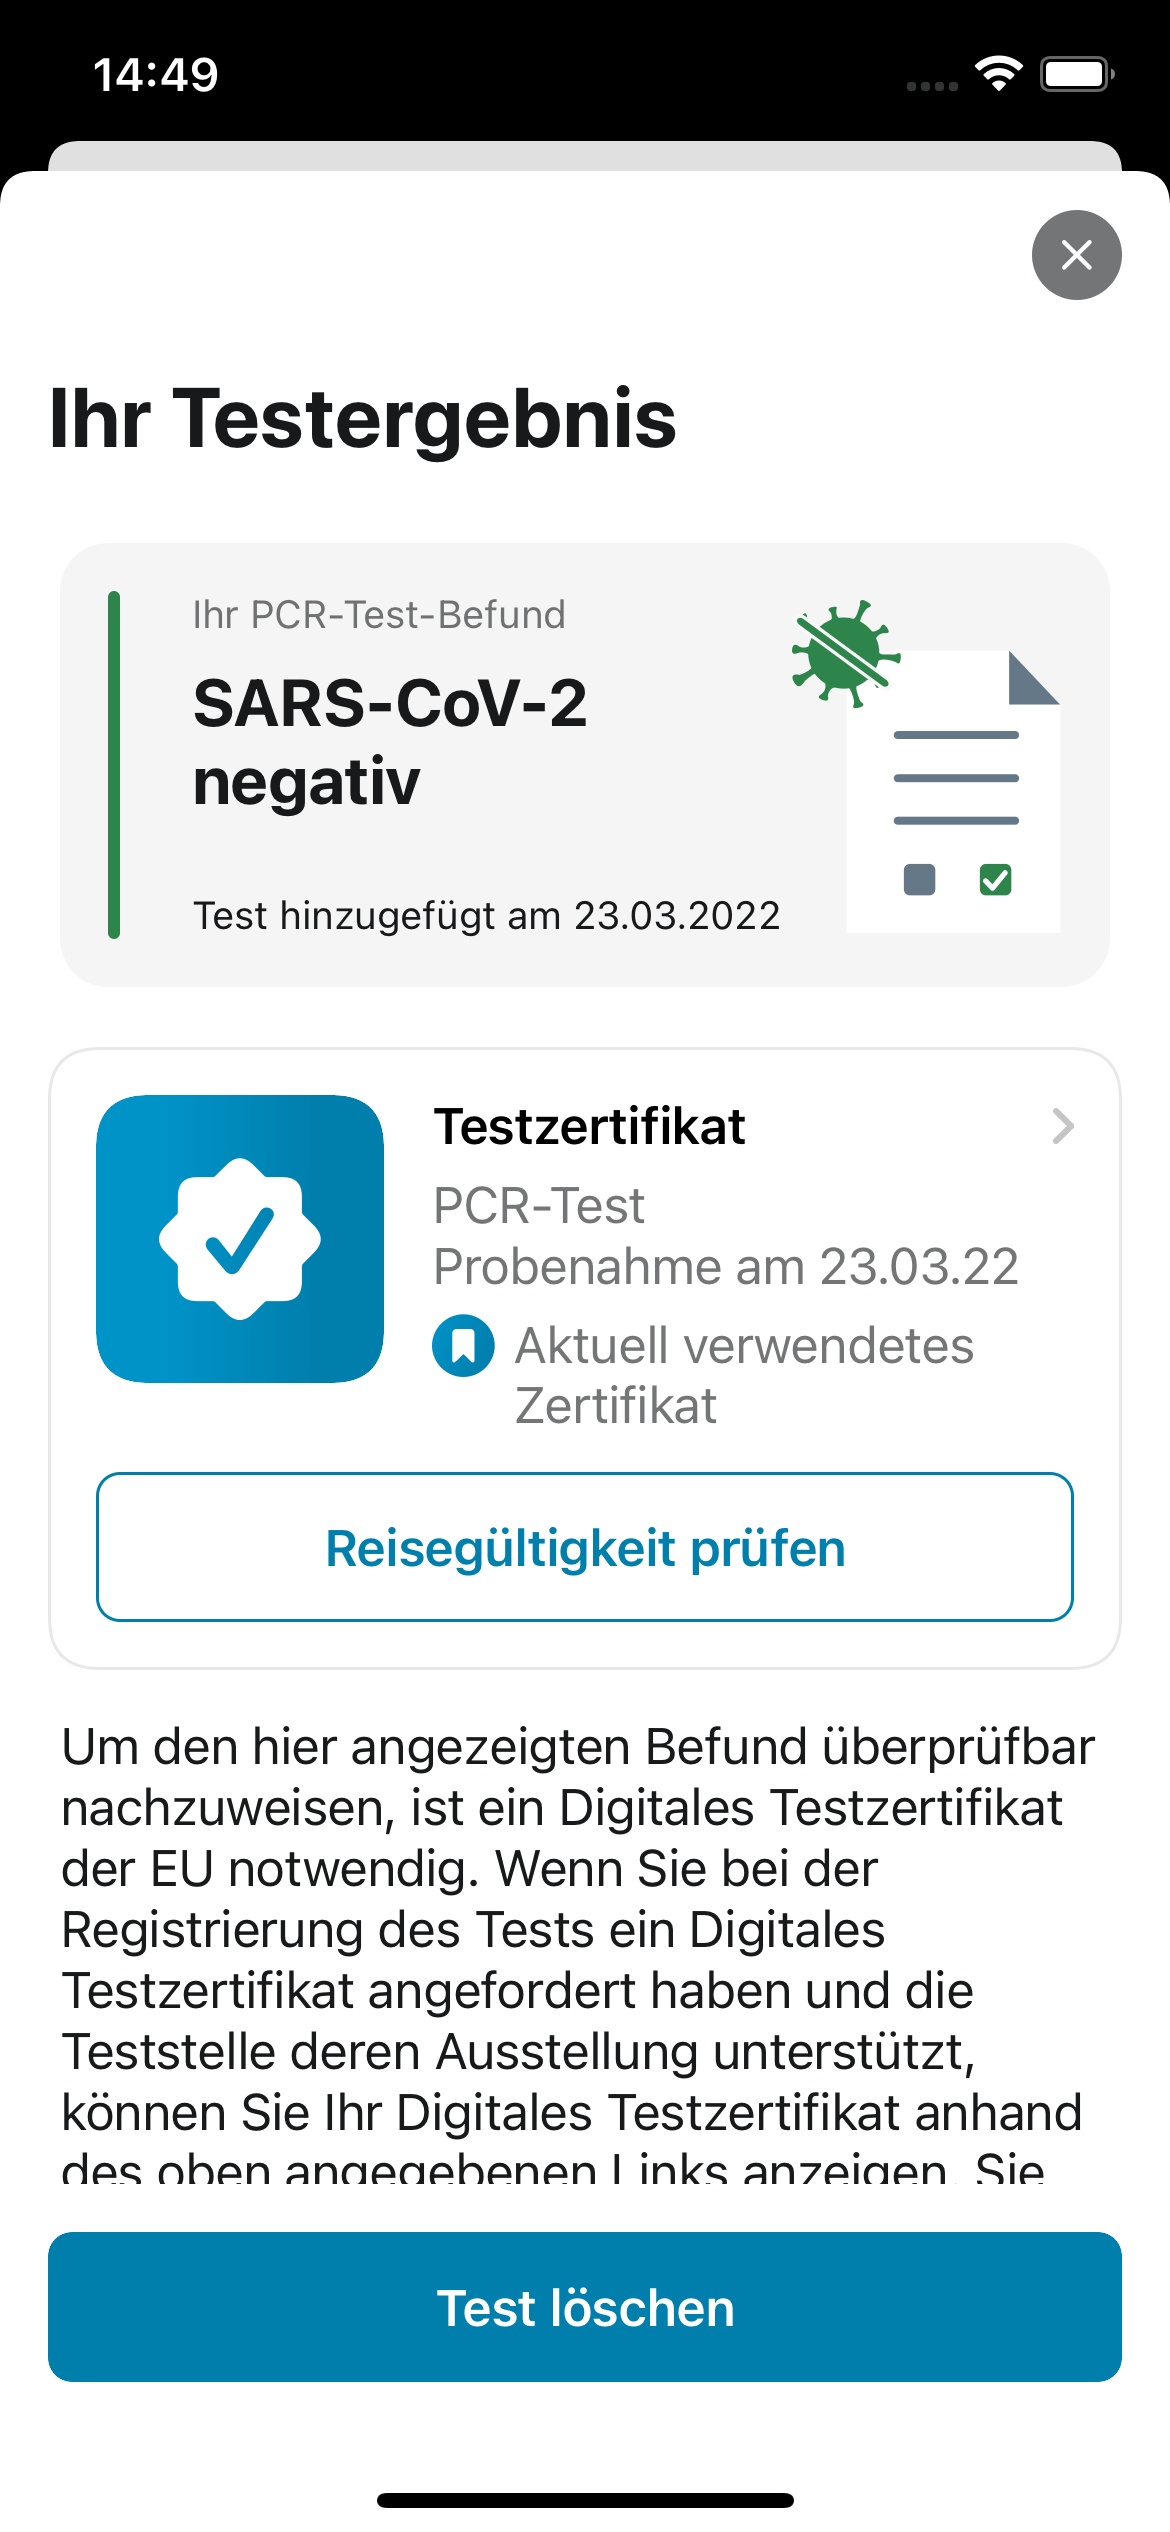 14:49
Ihr Testergebnis
Ihr PCR-Test-Befund
SARS-CoV-2
negativ
Test hinzugefügt am 23.03.2022
Testzertifikat
PCR-Test
Probenahme am 23.03.22
Aktuell verwendetes
Zertifikat
Reisegültigkeit prüfen
Um den hier angezeigten Befund überprüfbar
nachzuweisen, ist ein Digitales Testzertifikat
der EU notwendig. Wenn Sie bei der
Registrierung des Tests ein Digitales
Testzertifikat angefordert haben und die
Teststelle deren Ausstellung unterstützt,
können Sie Ihr Digitales Testzertifikat anhand
des oben angegebenen Links anzeigen. Sie
Test löschen